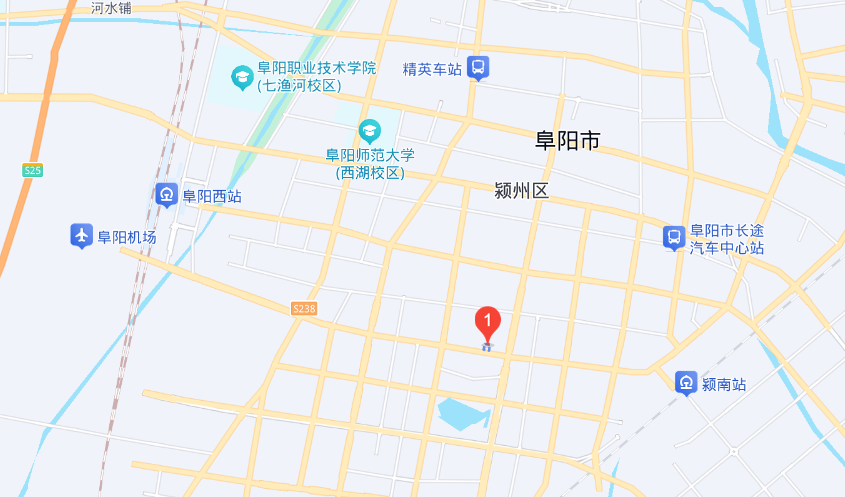 河水铺
阜阳职业技术学院
(七渔河校区)
精英车站
阜阳市
阜阳师范大学
(西湖校区)
S25
颍州区
阜阳西站
阜阳机场
阜阳市长途
汽车中心站
S238
1
颍南站